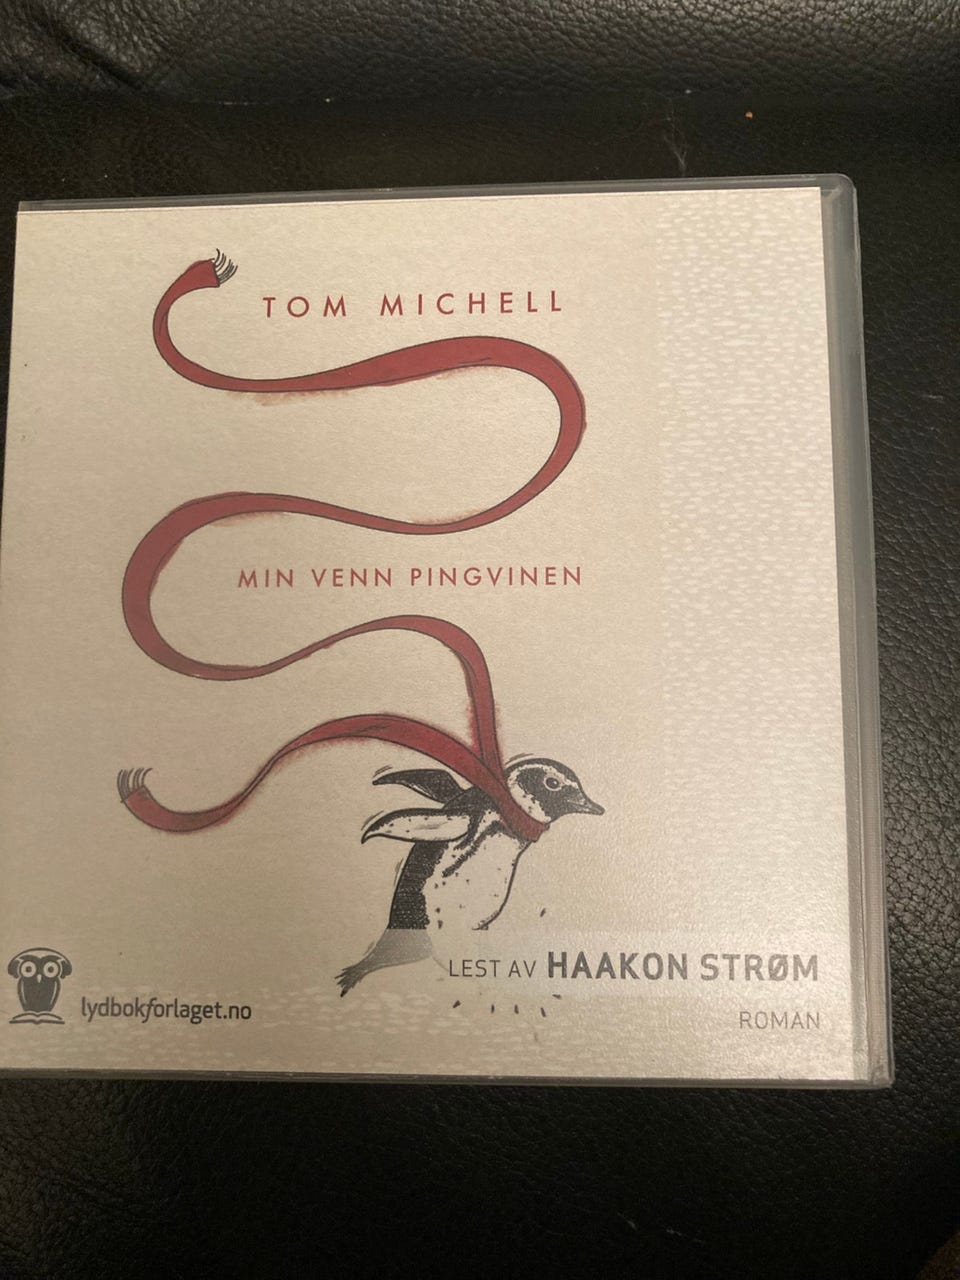 TOM MICHELL
MIN VENN PINGVINEN
LEST AV HAAKON STRØM
lydbokforlaget.no
ROMAN